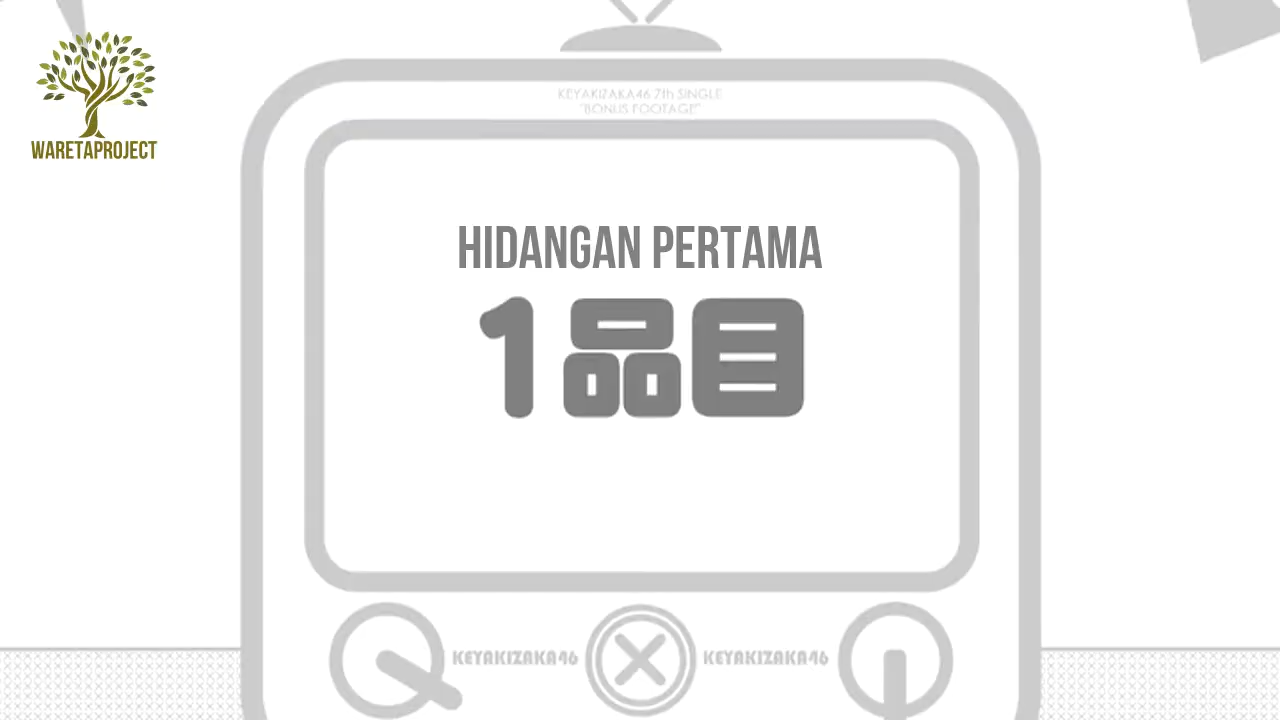 WARETAPROJECT
KEYAKIZAKA46 7th SINGLE
"BONUS FOOTAGE"
HIDANGAN PERTAMA
1品目
KEYAKIZAKA46
KEYAKIZAKA46